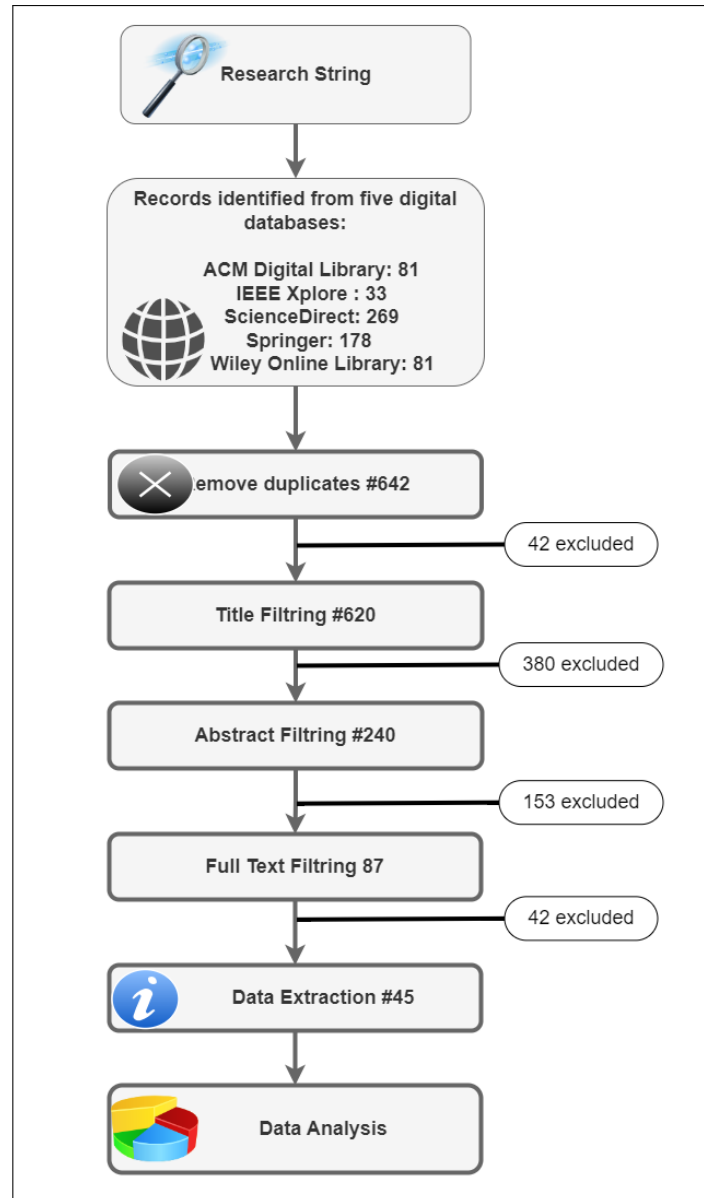 Research String
Records identified from five digital
databases:
ACM Digital Library: 81
IEEE Xplore : 33
ScienceDirect: 269
Springer: 178
Wiley Online Library: 81
emove duplicates #642
42 excluded
Title Filtring #620
380 excluded
Abstract Filtring #240
153 excluded
Full Text Filtring 87
42 excluded
Data Extraction #45
Data Analysis